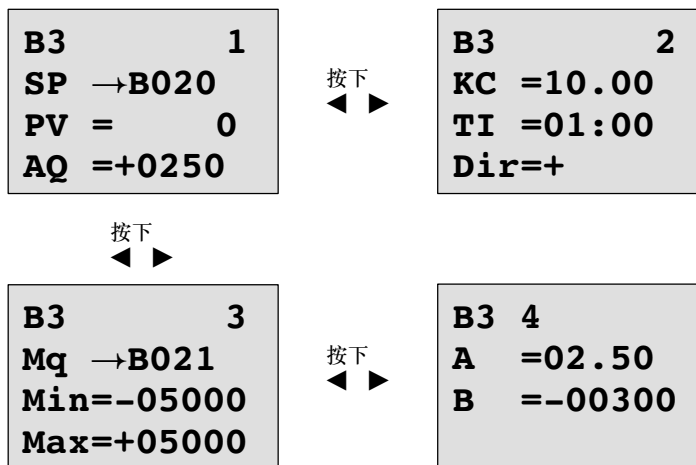 B3 1
SP →B020
PV = 0
AQ =+0250
按下
◀ ▶
B3 2
KC =10.00
TI =01:00
Dir=+
按下
◀ ▶
B3 3
Mq →B021
Min=-05000
Max=+05000
按下
◀ ▶
B3 4
A =02.50
B =-00300